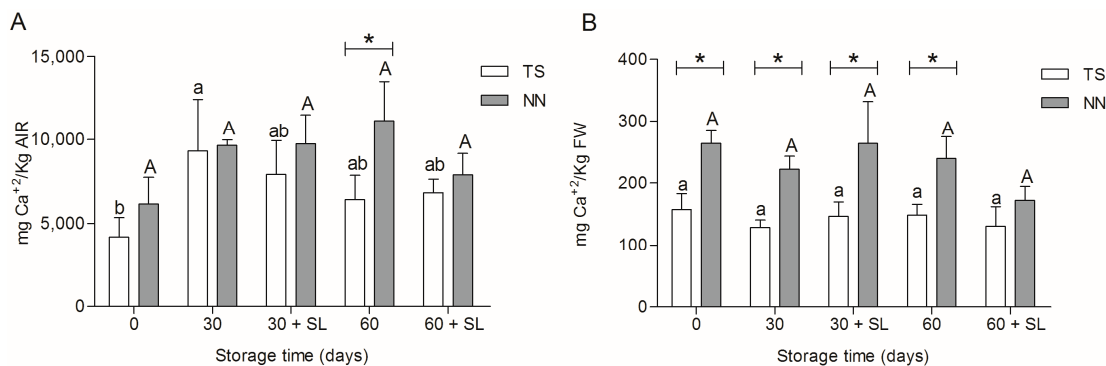 A
mg Ca+2/Kg AIR
15,000
10,000
5,000
0
*
b A
a A
ab A
ab A
ab A
0 30 30 + SL 60 60 + SL
Storage time (days)
TS
NN
B
mg Ca+2/Kg FW
400
300
200
100
0
* * * *
a A
a A
a A
a A
a A
0 30 30 + SL 60 60 + SL
Storage time (days)
TS
NN